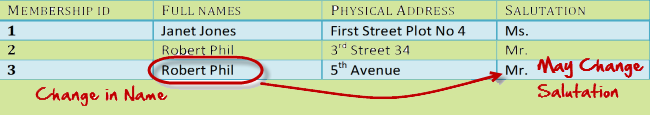 MEMBERSHIP ID FULL NAMES PHYSICAL ADDRESS SALUTATION
1 Janet Jones First Street Plot No 4 Ms.
2 Robert Phil 3rd Street 34 Mr.
3 Robert Phil 5th Avenue Mr. May Change
Change in Name Salutation